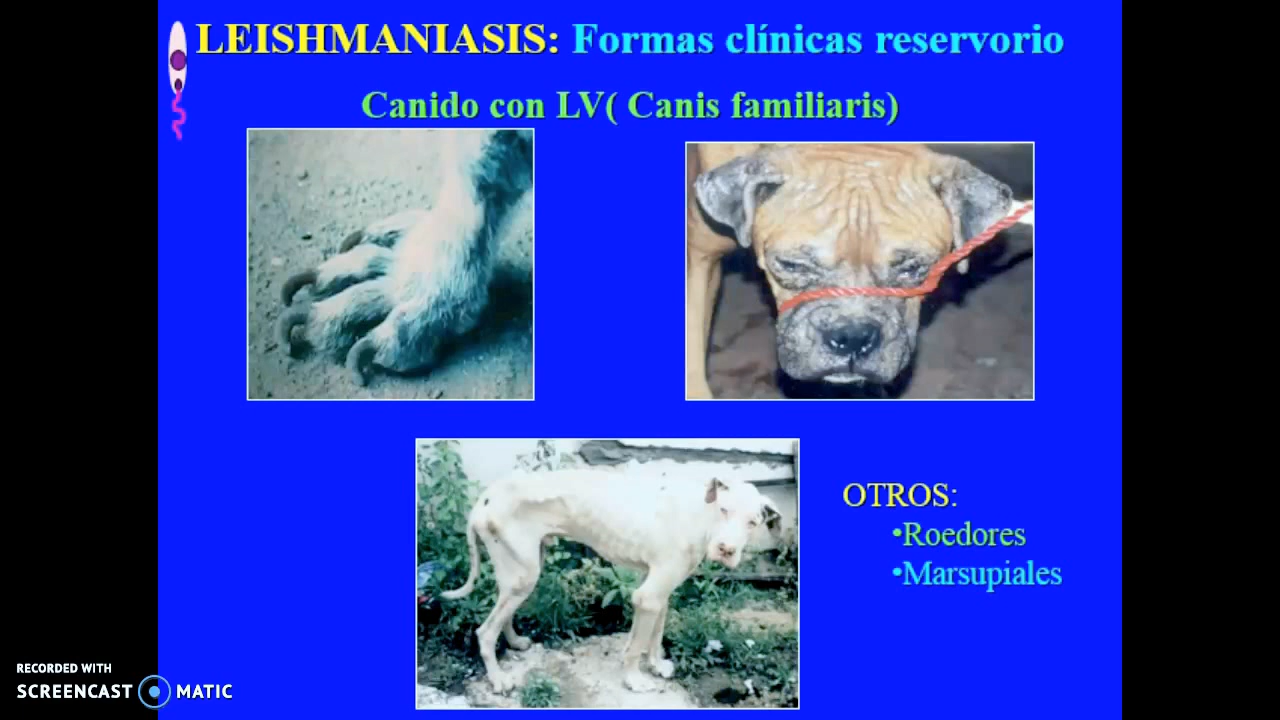 LEISHMANIASIS: Formas clínicas reservorio
Canido con LV( Canis familiaris)
OTROS:
•Roedores
•Marsupiales
RECORDED WITH
SCREENCAST MATIC